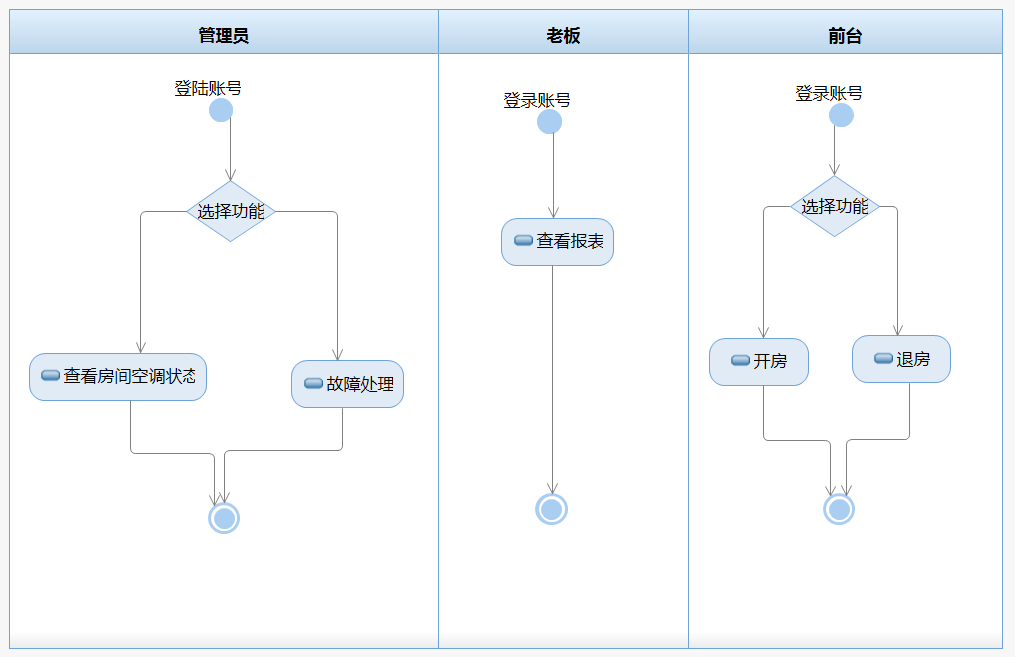 管理员
老板
前台
登陆账号
选择功能
查看房间空调状态
故障处理
登录账号
查看报表
登录账号
选择功能
开房
退房